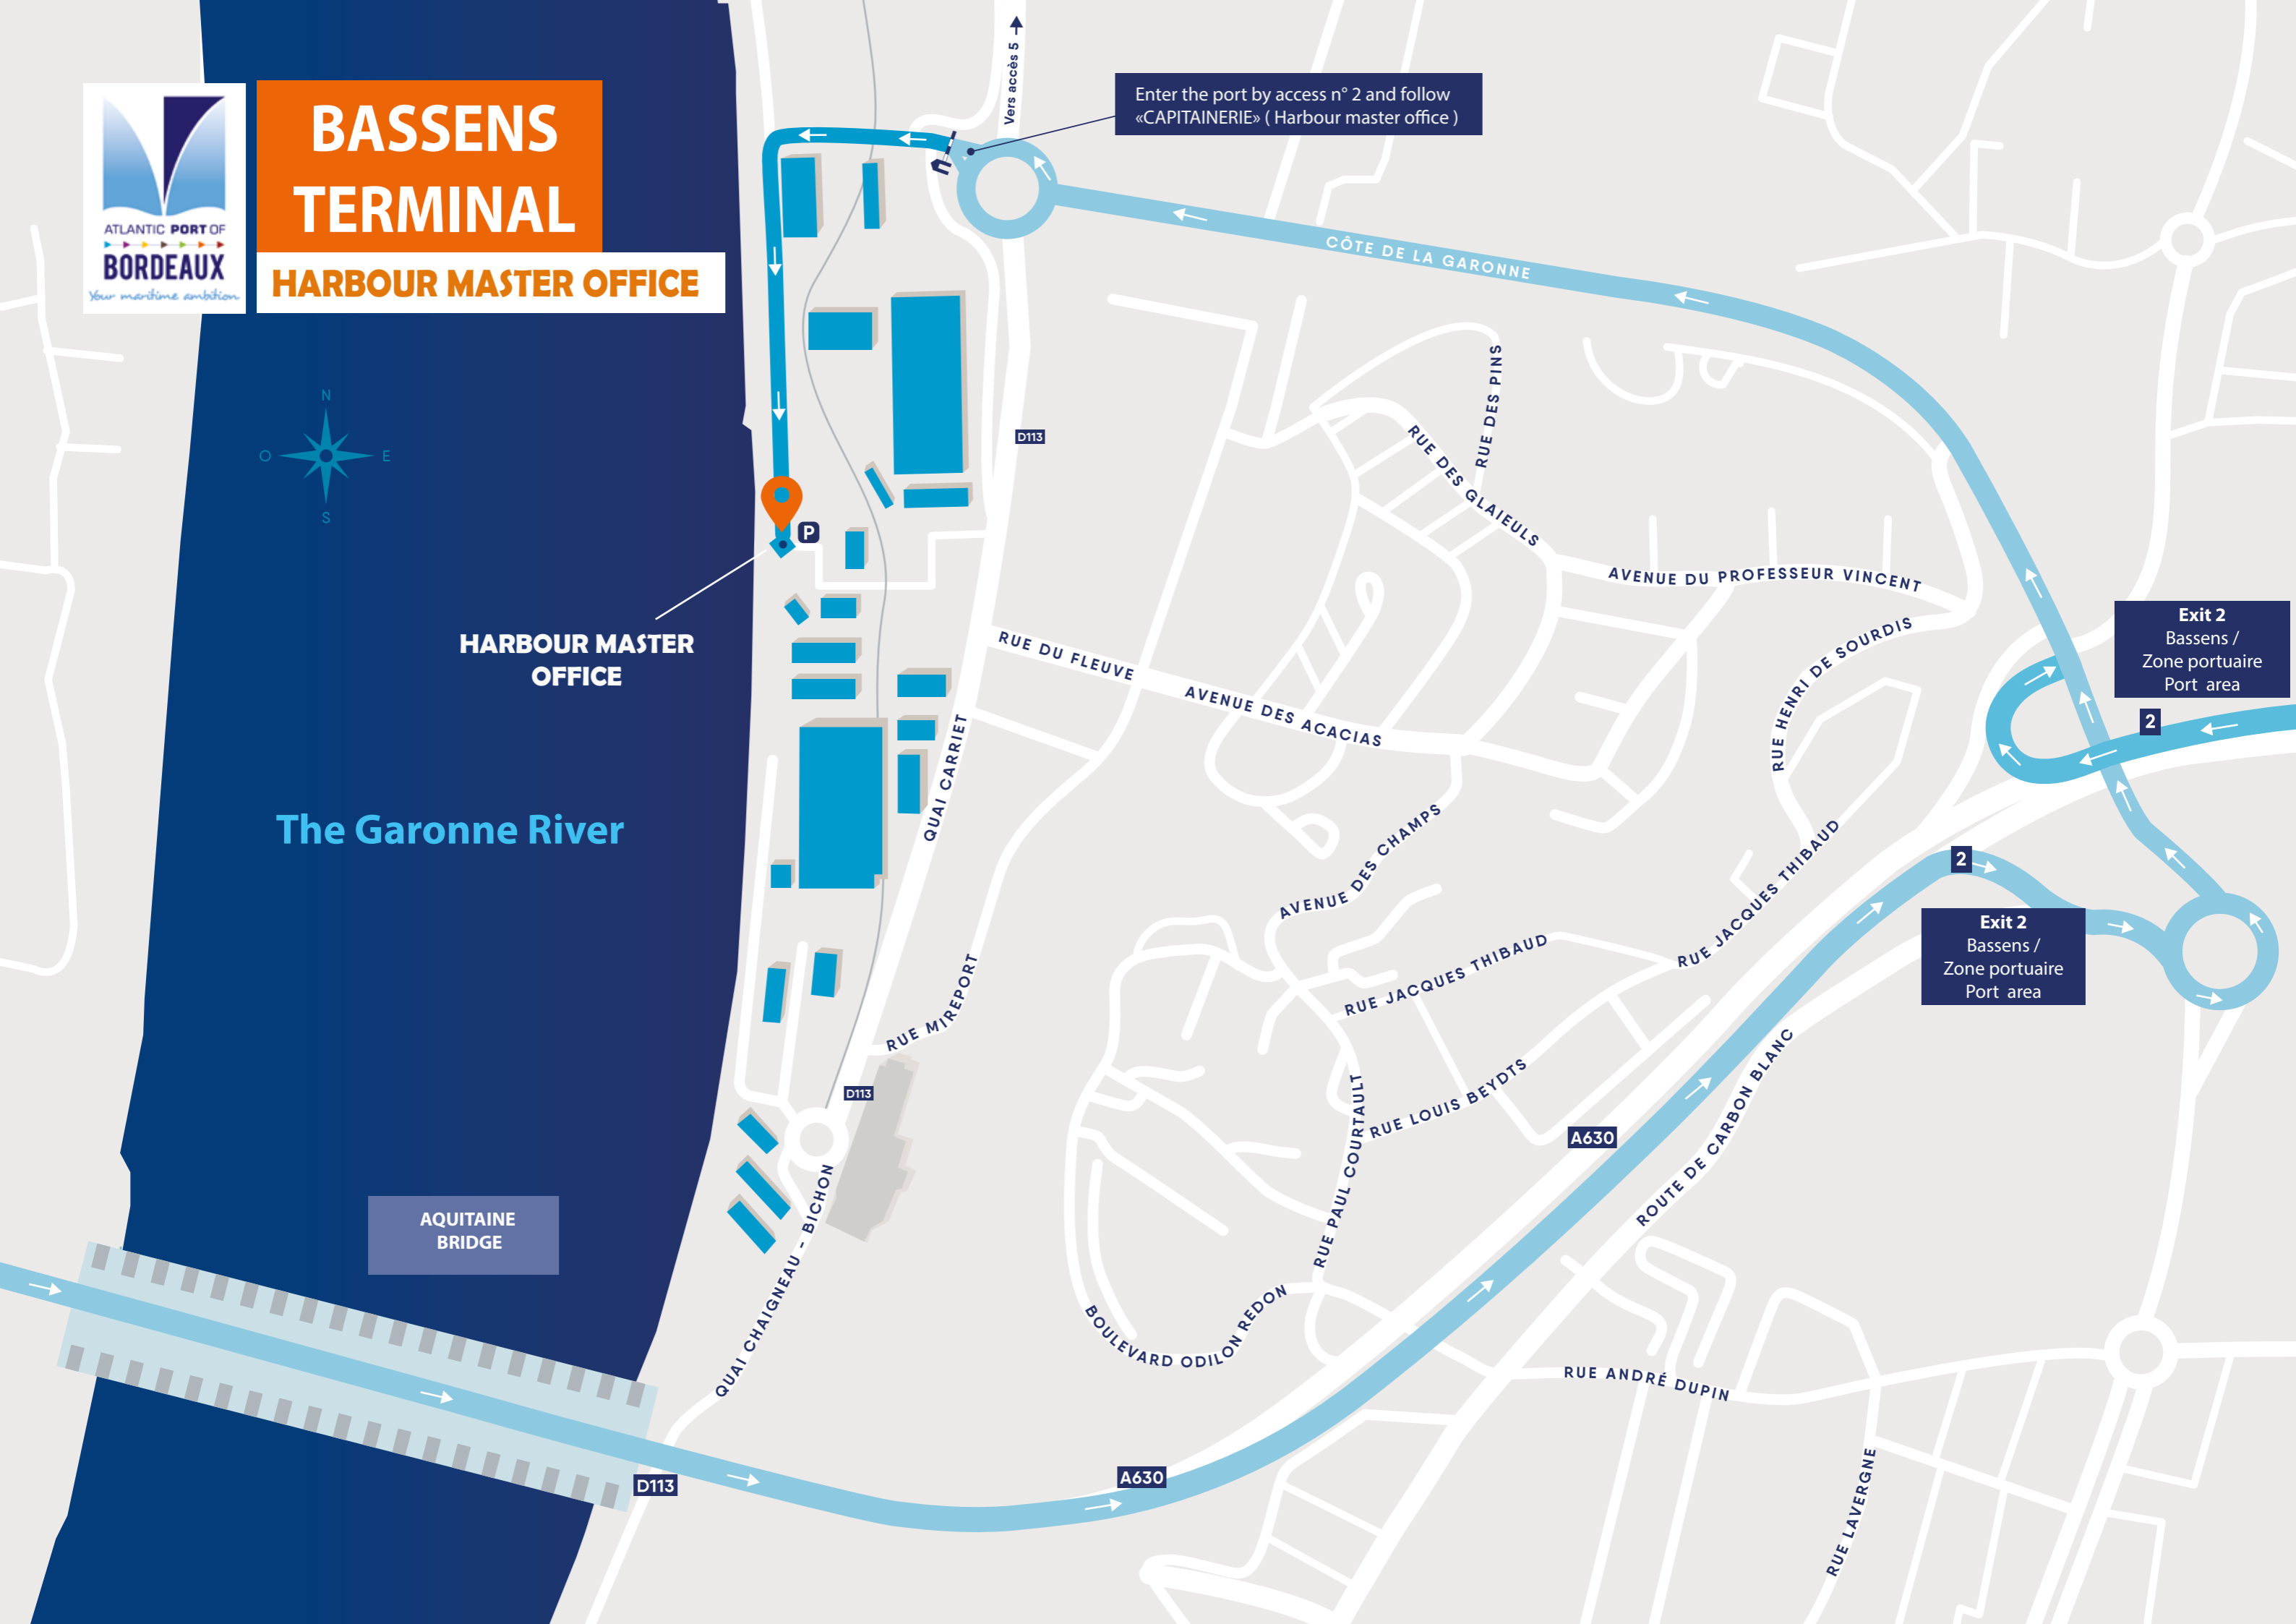 BASSENS
TERMINAL
HARBOUR MASTER OFFICE
ATLANTIC PORT OF
BORDEAUX
Your maritime ambition
Vers accès 5
Enter the port by access n° 2 and follow
«CAPITAINERIE» ( Harbour master office )
CÔTE DE LA GARONNE
N
O
E
S
D113
RUE DES PINS
RUE DES GLAIEULS
P
AVENUE DU PROFESSEUR VINCENT
HARBOUR MASTER
OFFICE
RUE DU FLEUVE
AVENUE DES ACACIAS
RUE HENRI DE SOURDIS
Exit 2
Bassens /
Zone portuaire
Port area
2
QUAI CARRIET
The Garonne River
AVENUE DES CHAMPS
RUE JACQUES THIBAUD
2
Exit 2
Bassens /
Zone portuaire
Port area
RUE JACQUES THIBAUD
RUE MIREPORT
D113
RUE LOUIS BEYDTS
RUE PAUL COURTAULT
A630
ROUTE DE CARBON BLANC
AQUITAINE
BRIDGE
QUAI CHAIGNEAU - BICHON
BOULEVARD ODILON REDON
RUE ANDRÉ DUPIN
D113
A630
RUE LAVERGNE